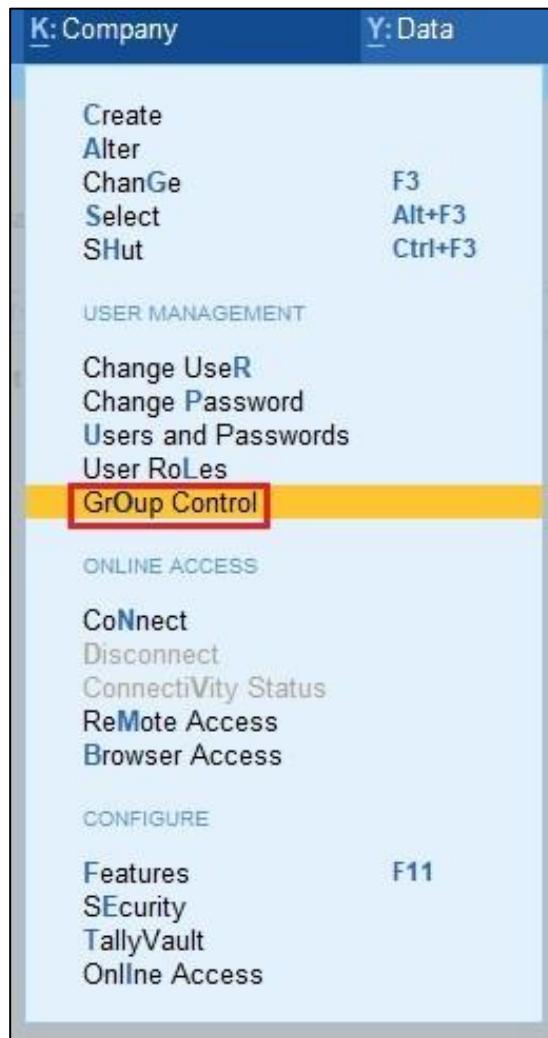 K: Company Y: Data
Create
Alter
ChanGe F3
Select Alt+F3
SHut Ctrl+F3
USER MANAGEMENT
Change UseR
Change Password
Users and Passwords
User RoLes
GrOup Control
ONLINE ACCESS
CoNnect
Disconnect
ConnectiVity Status
ReMote Access
Browser Access
CONFIGURE
Features F11
SEcurity
TallyVault
OnlIne Access